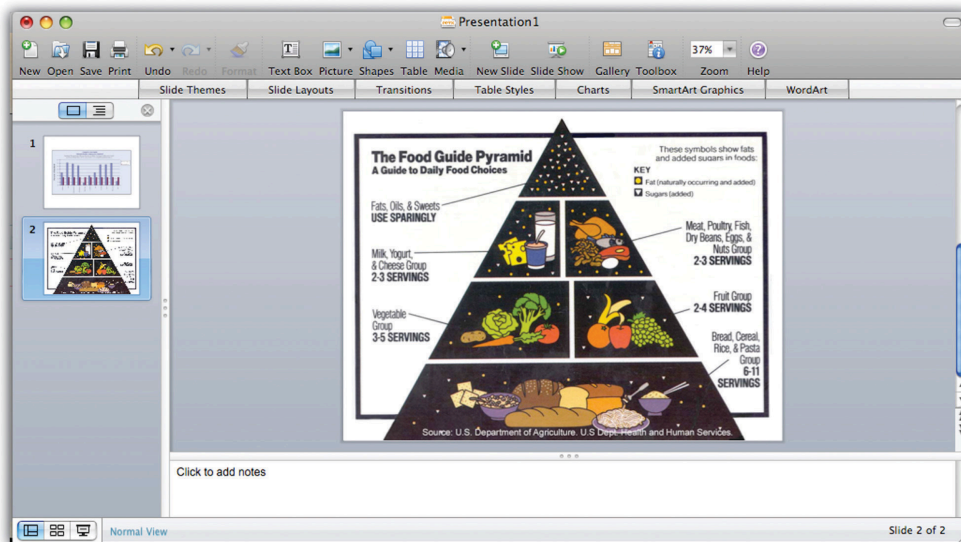 Presentation1
New Open Save Print Undo Redo Format Text Box Picture Shapes Table Media New Slide Slide Show Gallery Toolbox Zoom Help
37%
Slide Themes Slide Layouts Transitions Table Styles Charts SmartArt Graphics WordArt
1
2
The Food Guide Pyramid
A Guide to Daily Food Choices
These symbols show fats
and added sugars in foods:
KEY
Fat (naturally occurring and added)
Sugars (added)
Fats, Oils, & Sweets
USE SPARINGLY
Milk, Yogurt,
& Cheese Group
2-3 SERVINGS
Meat, Poultry, Fish,
Dry Beans, Eggs, &
Nuts Group
2-3 SERVINGS
Vegetable
Group
3-5 SERVINGS
Fruit Group
2-4 SERVINGS
Bread, Cereal,
Rice, & Pasta
Group
6-11
SERVINGS
Source: U.S. Department of Agriculture. U.S Dept. Health and Human Services.
Click to add notes
Normal View
Slide 2 of 2